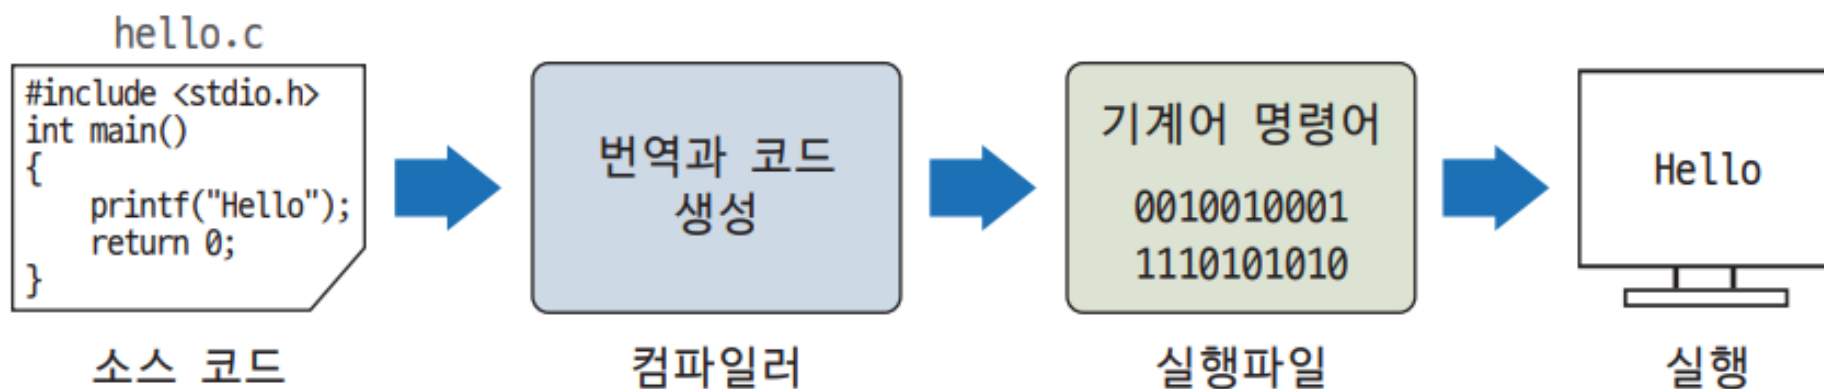 hello.c
#include <stdio.h>
int main()
{
    printf("Hello");
    return 0;
}
소스 코드
번역과 코드
생성
컴파일러
기계어 명령어
0010010001
1110101010
실행파일
Hello
실행